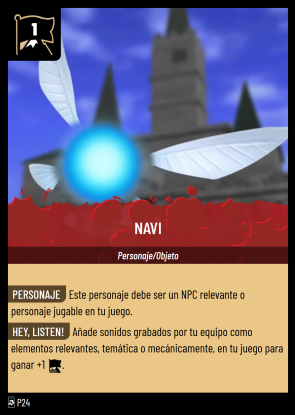 1
NAVI
Personaje/Objeto
PERSONAJE Este personaje debe ser un NPC relevante o
personaje jugable en tu juego.
HEY, LISTEN! Añade sonidos grabados por tu equipo como
elementos relevantes, temática o mecánicamente, en tu juego para
ganar +1 .
P24